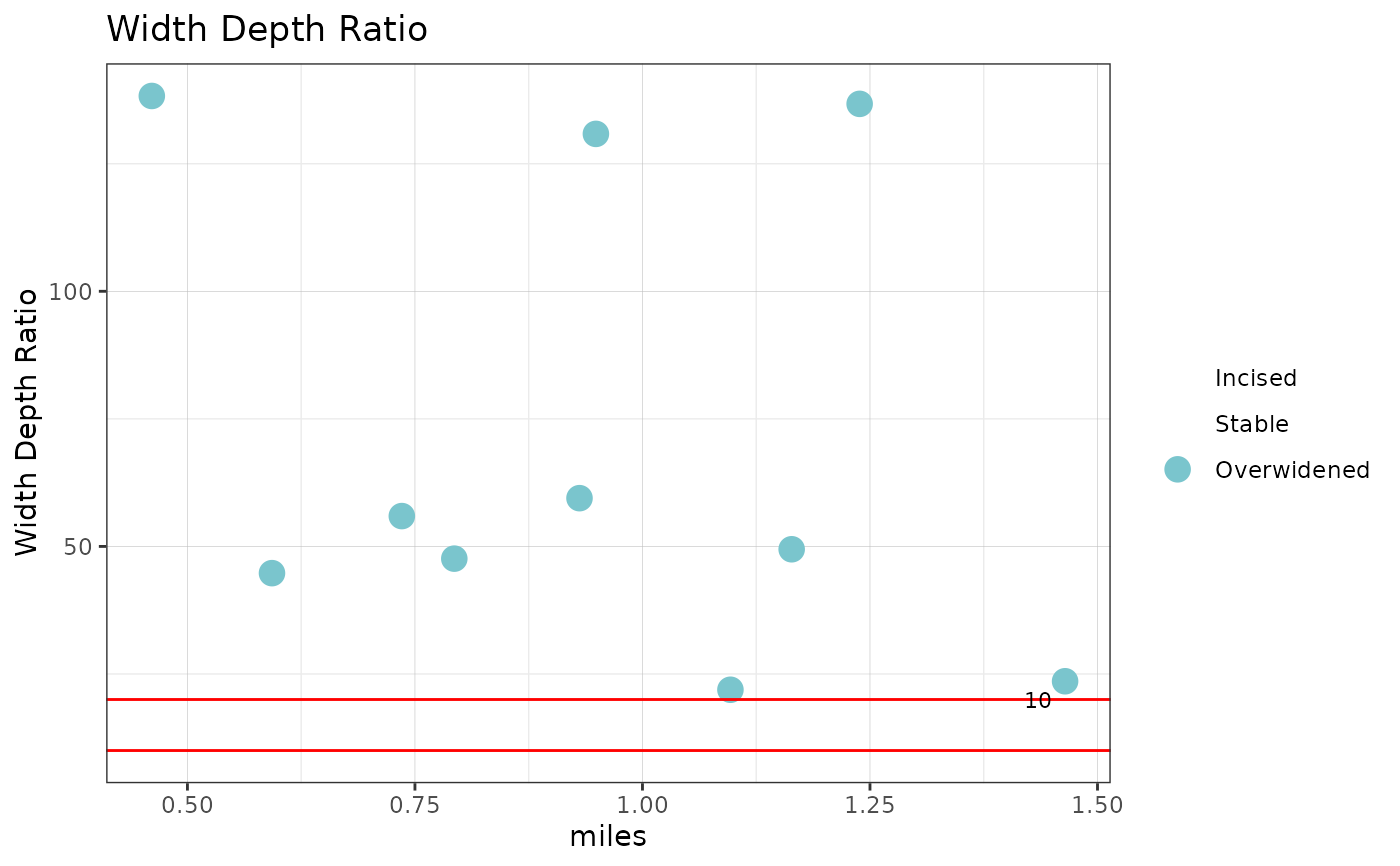 Width Depth Ratio
Width Depth Ratio
100
50
10
0.50
0.75
1.00
1.25
1.50
miles
Incised
Stable
Overwidened